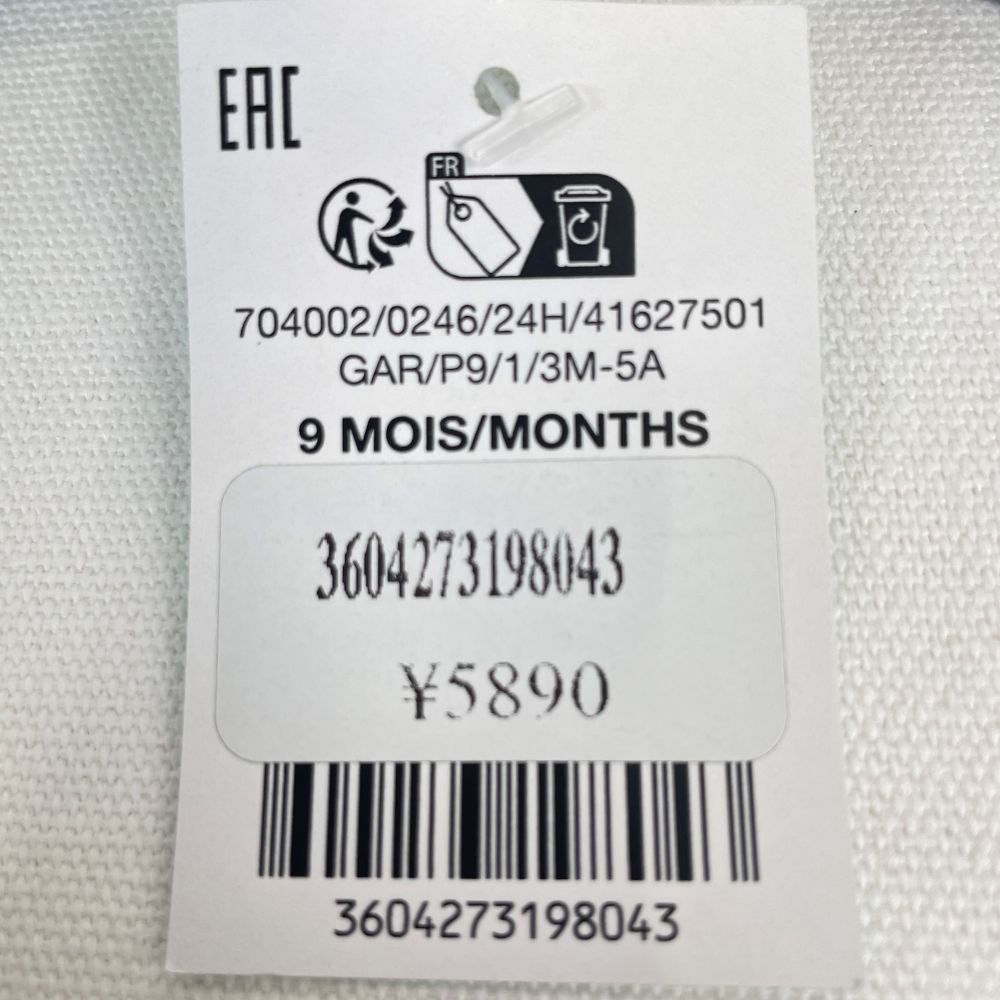 EAC
FR
704002/0246/24H/41627501
GAR/P9/1/3M-5A
9 MOIS/MONTHS
3604273198043
¥5890
3604273198043